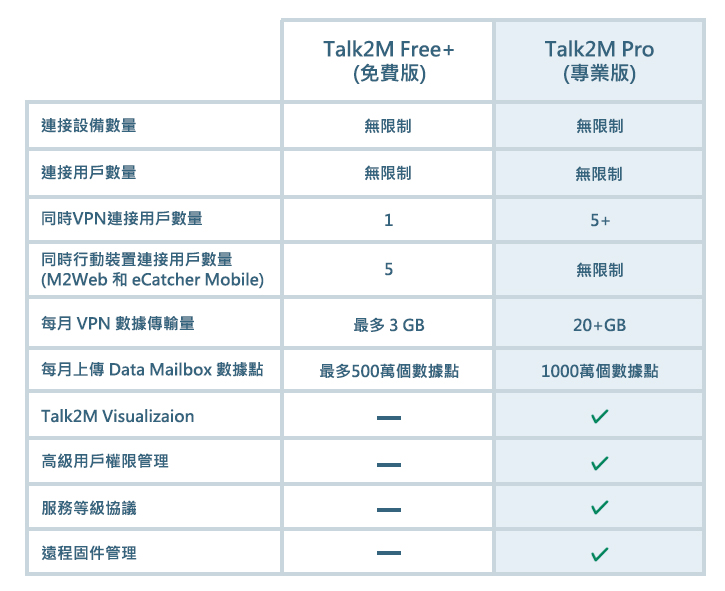 Talk2M Free+
(免費版)
Talk2M Pro
(專業版)
連接設備數量
無限制
無限制
連接用戶數量
無限制
無限制
同時VPN連接用戶數量
1
5+
同時行動裝置連接用戶數量
(M2Web 和 eCatcher Mobile)
5
無限制
每月 VPN 數據傳輸量
最多 3 GB
20+GB
每月上傳 Data Mailbox 數據點
最多500萬個數據點
1000萬個數據點
Talk2M Visualizaion
—
✓
高級用戶權限管理
—
✓
服務等級協議
—
✓
遠程固件管理
—
✓